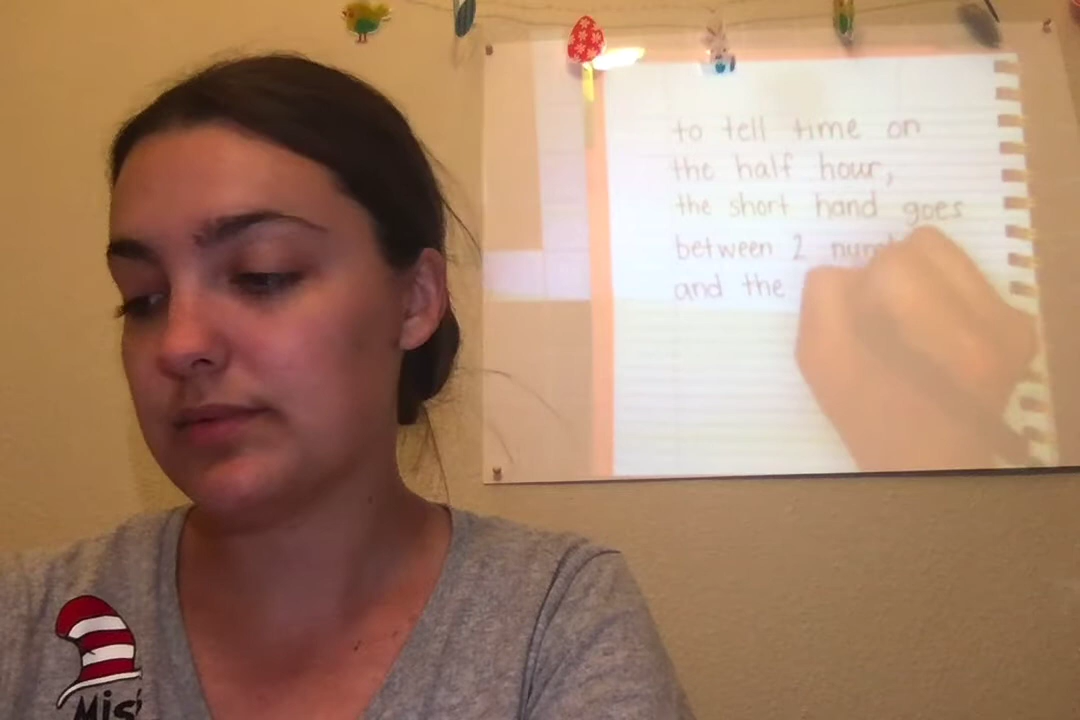 to tell time on
the half hour,
the short hand goes
between 2
and the